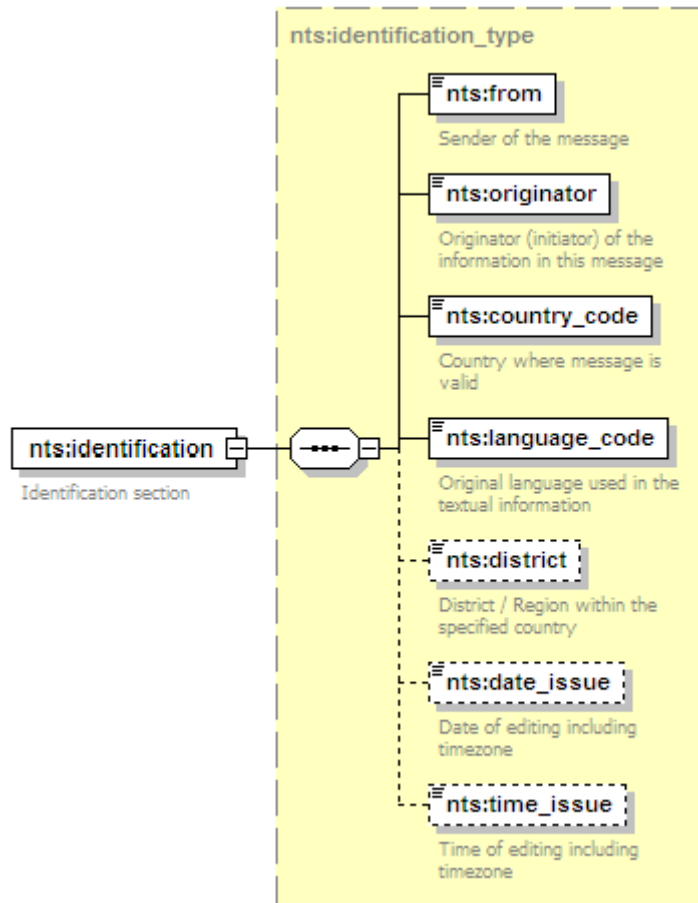 nts:identification_type
nts:from
Sender of the message
nts:originator
Originator (initiator) of the
information in this message
nts:country_code
Country where message is
valid
nts:identification
Identification section
nts:language_code
Original language used in the
textual information
nts:district
District / Region within the
specified country
nts:date_issue
Date of editing including
timezone
nts:time_issue
Time of editing including
timezone